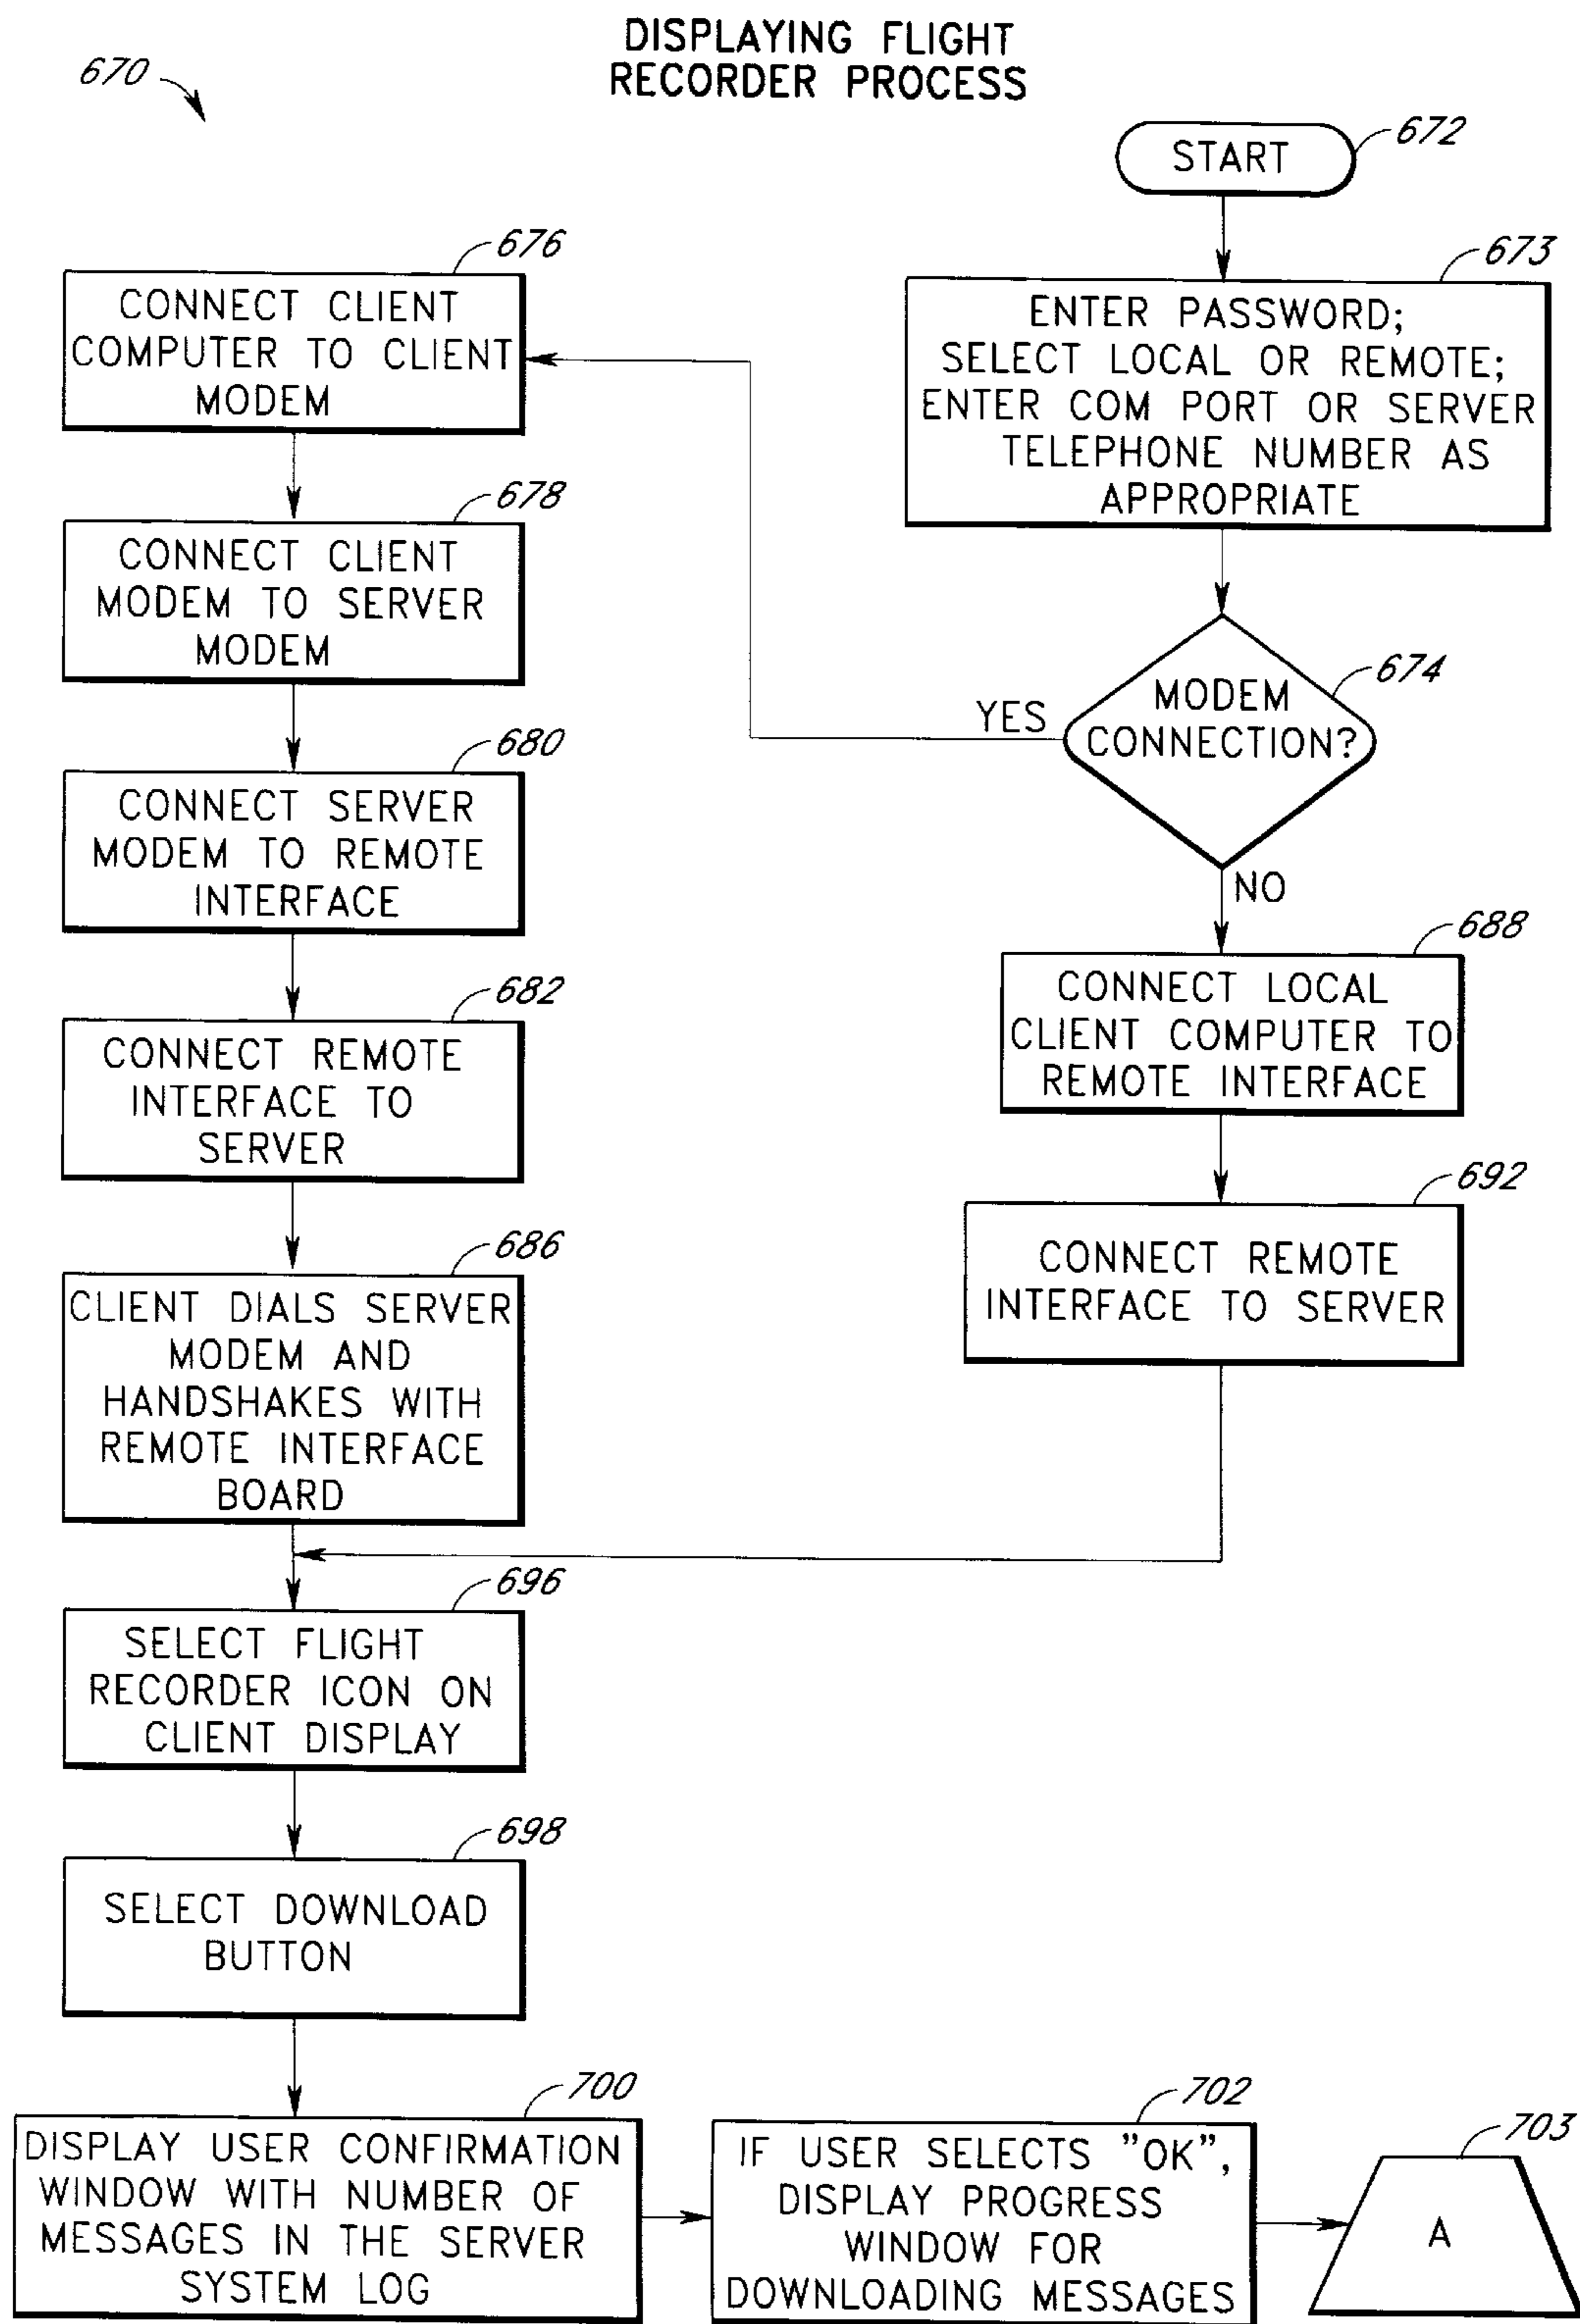 DISPLAYING FLIGHT
RECORDER PROCESS
670
START
672
673
ENTER PASSWORD;
SELECT LOCAL OR REMOTE;
ENTER COM PORT OR SERVER
TELEPHONE NUMBER AS
APPROPRIATE
674
MODEM
CONNECTION?
YES
NO
676
CONNECT CLIENT
COMPUTER TO CLIENT
MODEM
678
CONNECT CLIENT
MODEM TO SERVER
MODEM
680
CONNECT SERVER
MODEM TO REMOTE
INTERFACE
682
CONNECT REMOTE
INTERFACE TO
SERVER
686
CLIENT DIALS SERVER
MODEM AND
HANDSHAKES WITH
REMOTE INTERFACE
BOARD
688
CONNECT LOCAL
CLIENT COMPUTER TO
REMOTE INTERFACE
692
CONNECT REMOTE
INTERFACE TO SERVER
696
SELECT FLIGHT
RECORDER ICON ON
CLIENT DISPLAY
698
SELECT DOWNLOAD
BUTTON
700
DISPLAY USER CONFIRMATION
WINDOW WITH NUMBER OF
MESSAGES IN THE SERVER
SYSTEM LOG
702
IF USER SELECTS "OK",
DISPLAY PROGRESS
WINDOW FOR
DOWNLOADING MESSAGES
703
A